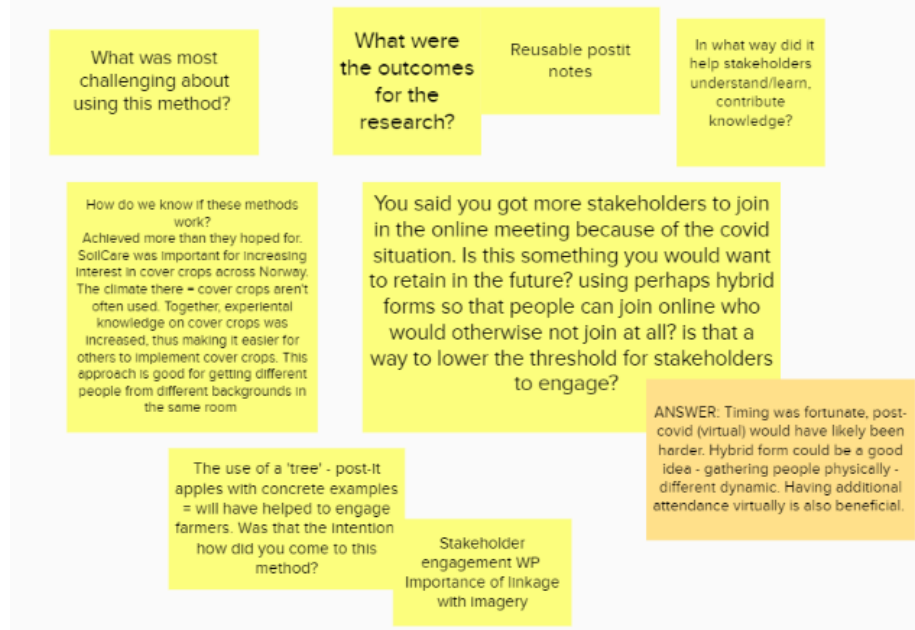 What was most
challenging about
using this method?
What were
the outcomes
for the
research?
Reusable postit
notes
In what way did it
help stakeholders
understand/learn,
contribute
knowledge?
How do we know if these methods
work?
Achieved more than they hoped for.
SoilCare was important for increasing
interest in cover crops across Norway.
The climate there = cover crops aren't
often used. Together, experiental
knowledge on cover crops was
increased, thus making it easier for
others to implement cover crops. This
approach is good for getting different
people from different backgrounds in
the same room
You said you got more stakeholders to join
in the online meeting because of the covid
situation. Is this something you would want
to retain in the future? using perhaps hybrid
forms so that people can join online who
would otherwise not join at all? is that a
way to lower the threshold for stakeholders
to engage?
ANSWER: Timing was fortunate, post-
covid (virtual) would have likely been
harder. Hybrid form could be a good
idea - gathering people physically -
different dynamic. Having additional
attendance virtually is also beneficial.
The use of a 'tree' - post-it
apples with concrete examples
= will have helped to engage
farmers. Was that the intention
how did you come to this
method?
Stakeholder
engagement WP
Importance of linkage
with imagery